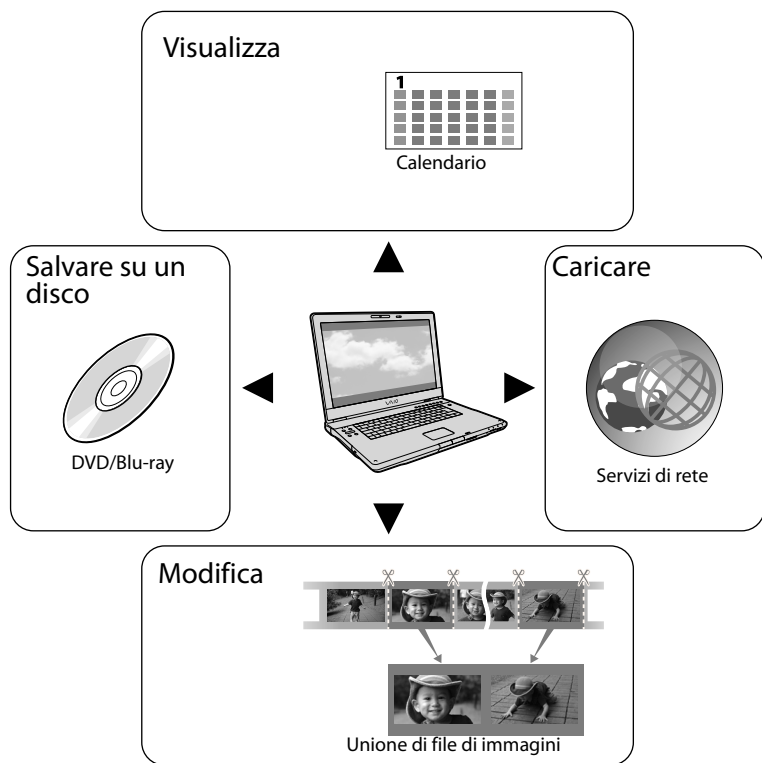 Visualizza
1
Calendario
Salvare su un
disco
DVD/Blu-ray
VAIO
Caricare
Servizi di rete
Modifica
Unione di file di immagini